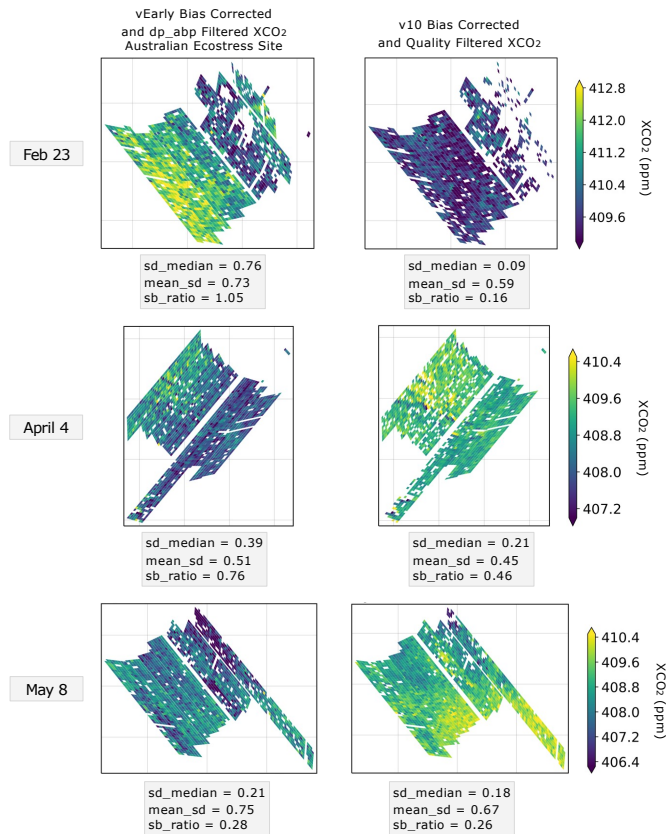 vEarly Bias Corrected
and dp_abp Filtered XCO2
Australian Ecostress Site
v10 Bias Corrected
and Quality Filtered XCO2
Feb 23
412.8
412.0
411.2
410.4
409.6
XCO2 (ppm)
sd_median = 0.76
mean_sd = 0.73
sb_ratio = 1.05
sd_median = 0.09
mean_sd = 0.59
sb_ratio = 0.16
April 4
410.4
409.6
408.8
408.0
407.2
XCO2 (ppm)
sd_median = 0.39
mean_sd = 0.51
sb_ratio = 0.76
sd_median = 0.21
mean_sd = 0.45
sb_ratio = 0.46
May 8
410.4
409.6
408.8
408.0
407.2
406.4
XCO2 (ppm)
sd_median = 0.21
mean_sd = 0.75
sb_ratio = 0.28
sd_median = 0.18
mean_sd = 0.67
sb_ratio = 0.26